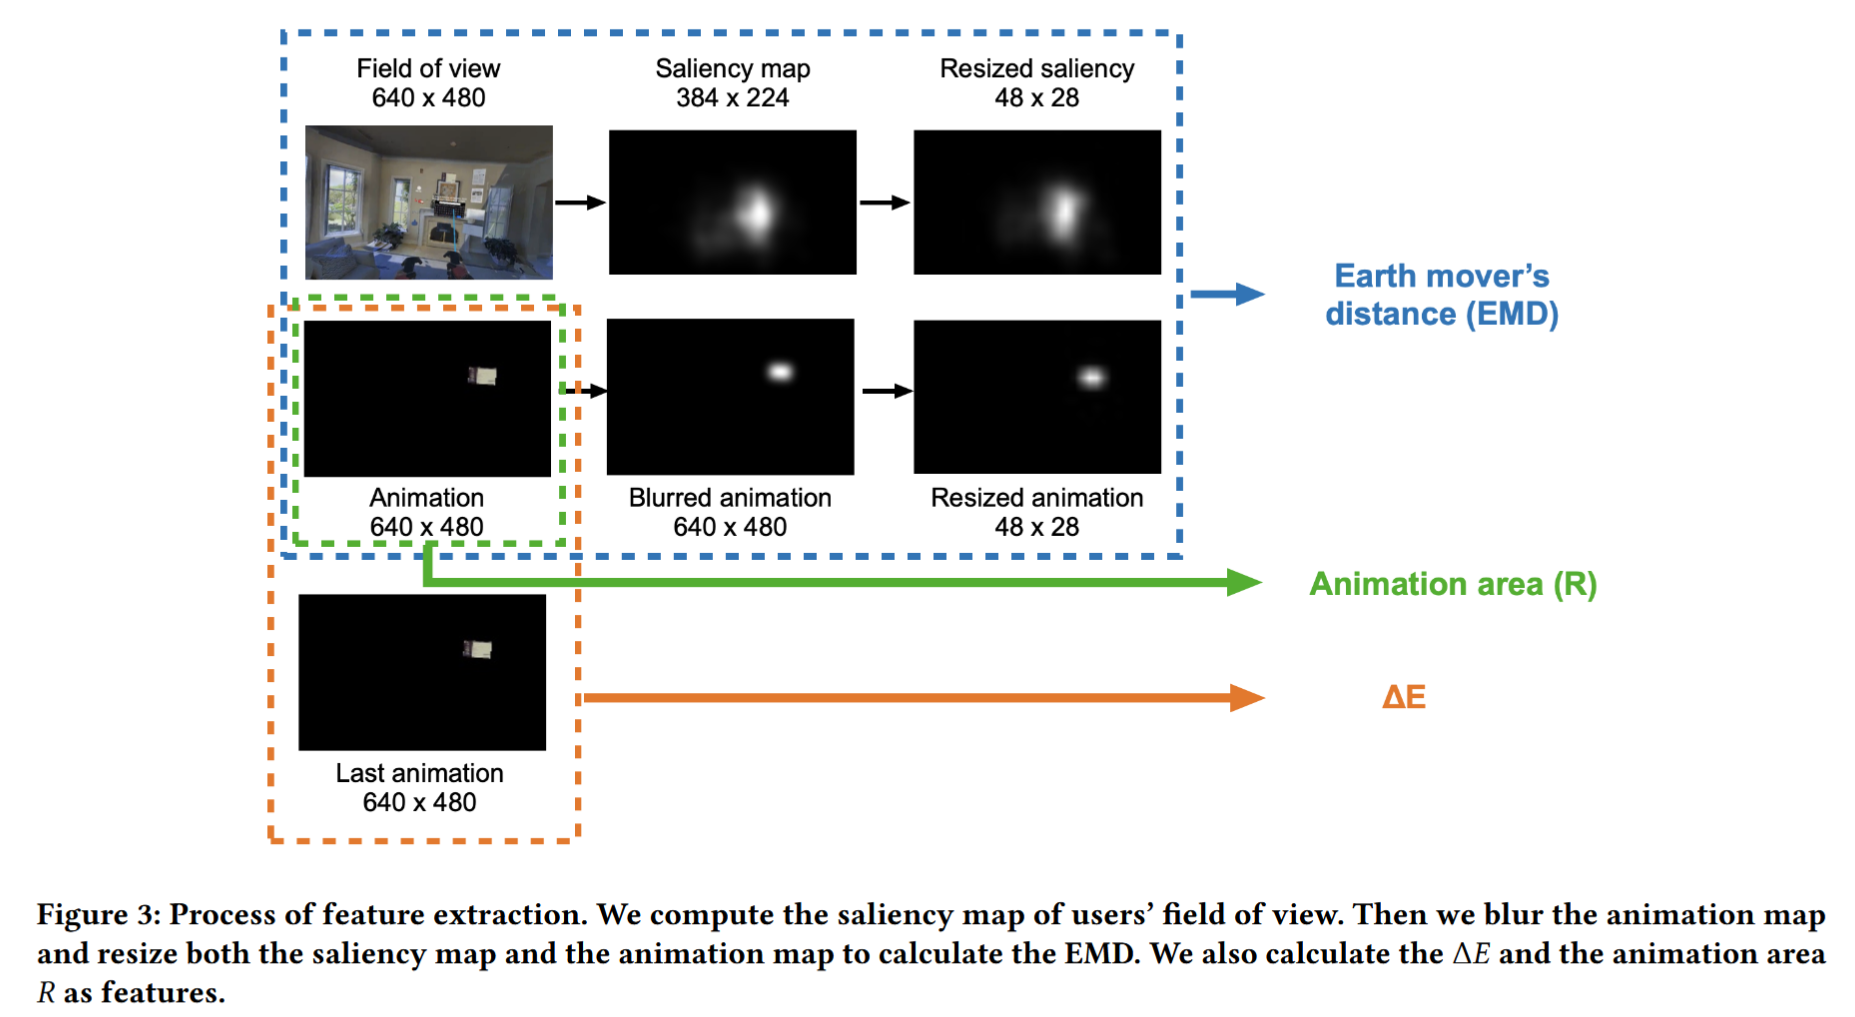 Field of view
640 x 480
Saliency map
384 x 224
Resized saliency
48 x 28
Earth mover's
distance (EMD)
Animation
640 x 480
Blurred animation
640 x 480
Resized animation
48 x 28
Animation area (R)
ΔE
Last animation
640 x 480
Figure 3: Process of feature extraction. We compute the saliency map of users' field of view. Then we blur the animation map
and resize both the saliency map and the animation map to calculate the EMD. We also calculate the ΔE and the animation area
R as features.